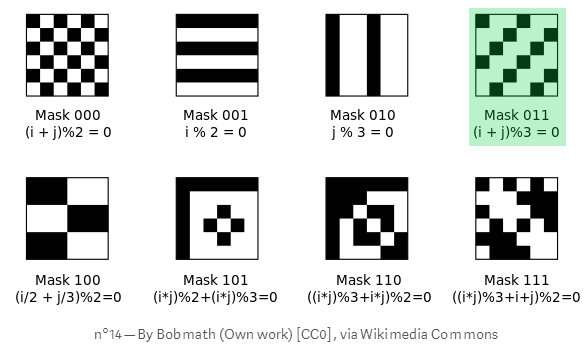 Mask 000
(i + j)%2 = 0
Mask 001
i % 2 = 0
Mask 010
j % 3 = 0
Mask 011
(i + j)%3 = 0
Mask 100
(i/2 + j/3)%2=0
Mask 101
(i*j)%2+(i*j)%3=0
Mask 110
((i*j)%3+i*j)%2=0
Mask 111
((i*j)%3+i+j)%2=0
n°14—By Bobmath (Own work) [CC0], via Wikimedia Commons